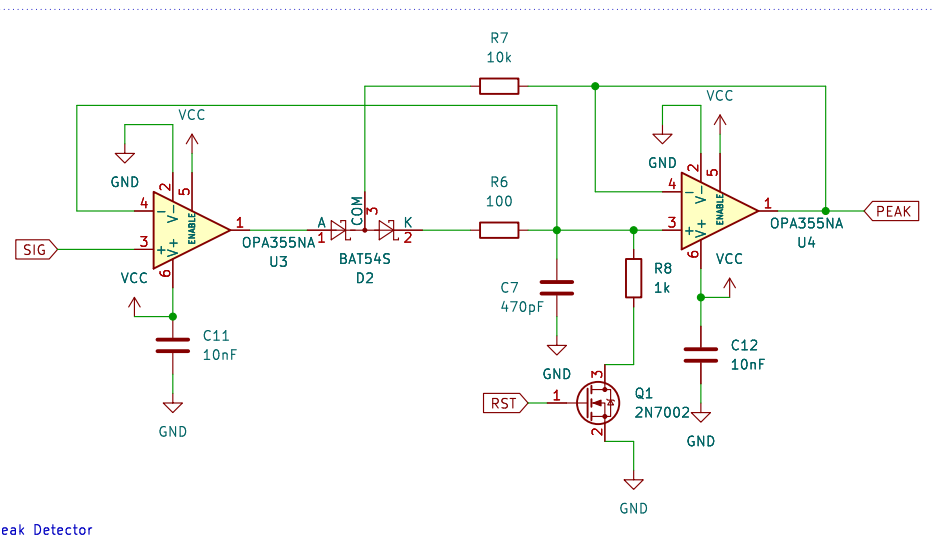 R7
10k
VCC
VCC
GND
GND
2
5
V-
ENABLE
4
3
6
V+
1
OPA355NA
U3
SIG
VCC
C11
10nF
GND
A
1
COM
3
K
2
BAT54S
D2
R6
100
C7
470pF
GND
R8
1k
2
5
V-
ENABLE
4
3
6
V+
1
OPA355NA
U4
PEAK
VCC
C12
10nF
GND
RST
1
3
2
Q1
2N7002
GND
eak Detector